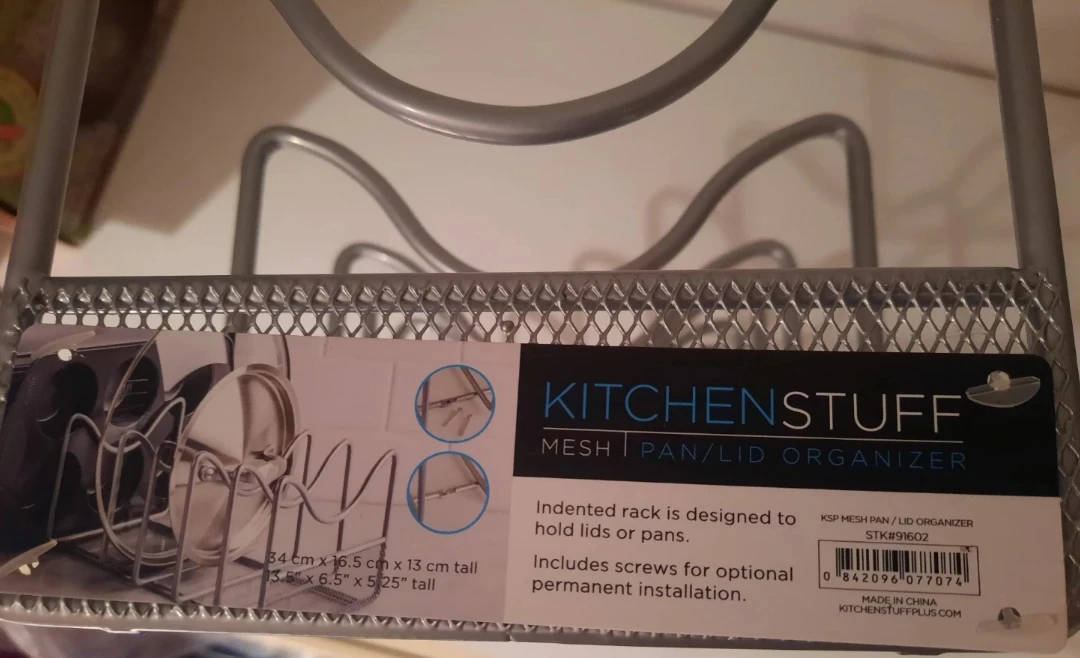 34 cm x 16.5 cm x 13 cm tall
13.5" x 6.5" x 5.25" tall
KITCHENSTUFF
MESH | PAN/LID ORGANIZER
Indented rack is designed to
hold lids or pans.
Includes screws for optional
permanent installation.
KSP MESH PAN / LID ORGANIZER
STK#91602
0 842096 077074
MADE IN CHINA
KITCHENSTUFFPLUS.COM